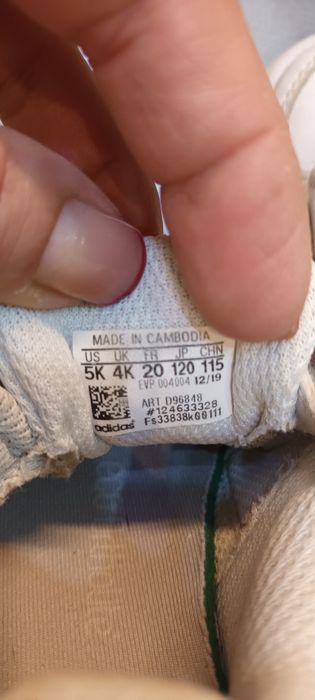 MADE IN CAMBODIA
US UK FR JP CHN
5K 4K 20 120 115
EVP 004004 12/19
ART D96848
#124633328
adidas Fs33838k00111